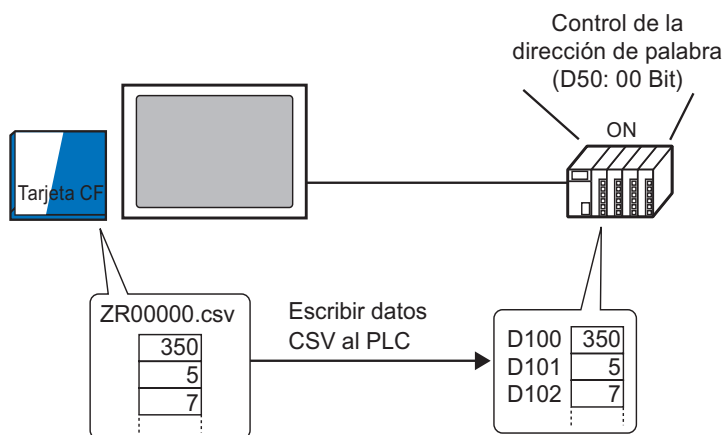 Control de la
dirección de palabra
(D50: 00 Bit)
ON
Tarjeta CF
ZR00000.csv
350
5
7
Escribir datos
CSV al PLC
D100 350
D101 5
D102 7